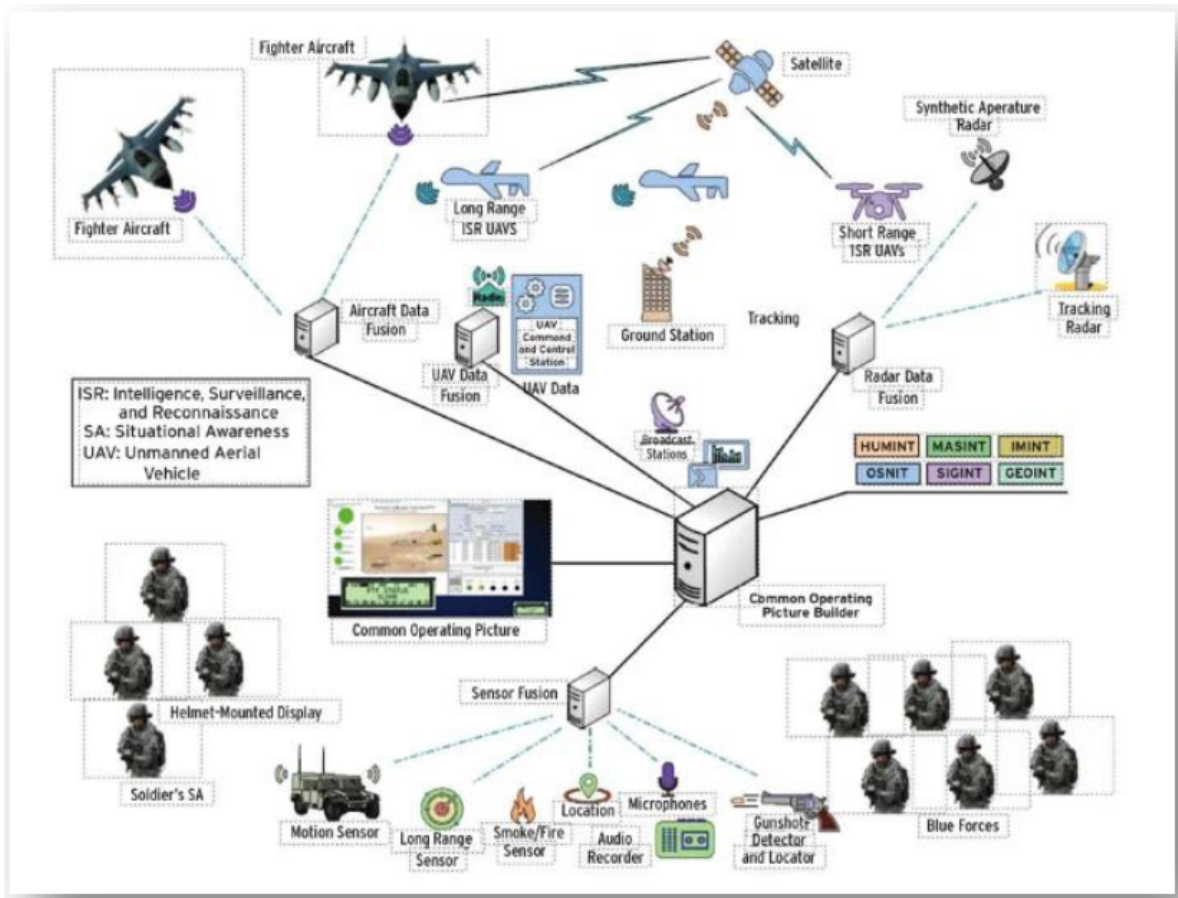 Fighter Aircraft
Satellite
Synthetic Aperature
Radar
Fighter Aircraft
Long Range
ISR UAVS
Short Range
ISR UAVs
Aircraft Data
Fusion
Radio
UAV
Command
and Control
Station
UAV Data
Fusion
UAV Data
Ground Station
Tracking
Tracking
Radar
Radar Data
Fusion
ISR: Intelligence, Surveillance,
and Reconnaissance
SA: Situational Awareness
UAV: Unmanned Aerial
Vehicle
Broadcast
Stations
HUMINT
MASINT
IMINT
OSNIT
SIGINT
GEOINT
Common Operating Picture
Common Operating
Picture Builder
Sensor Fusion
Helmet-Mounted Display
Soldier's SA
Motion Sensor
Long Range
Sensor
Smoke/Fire
Sensor
Location
Audio
Recorder
Microphones
Gunshot
Detector
and Locator
Blue Forces